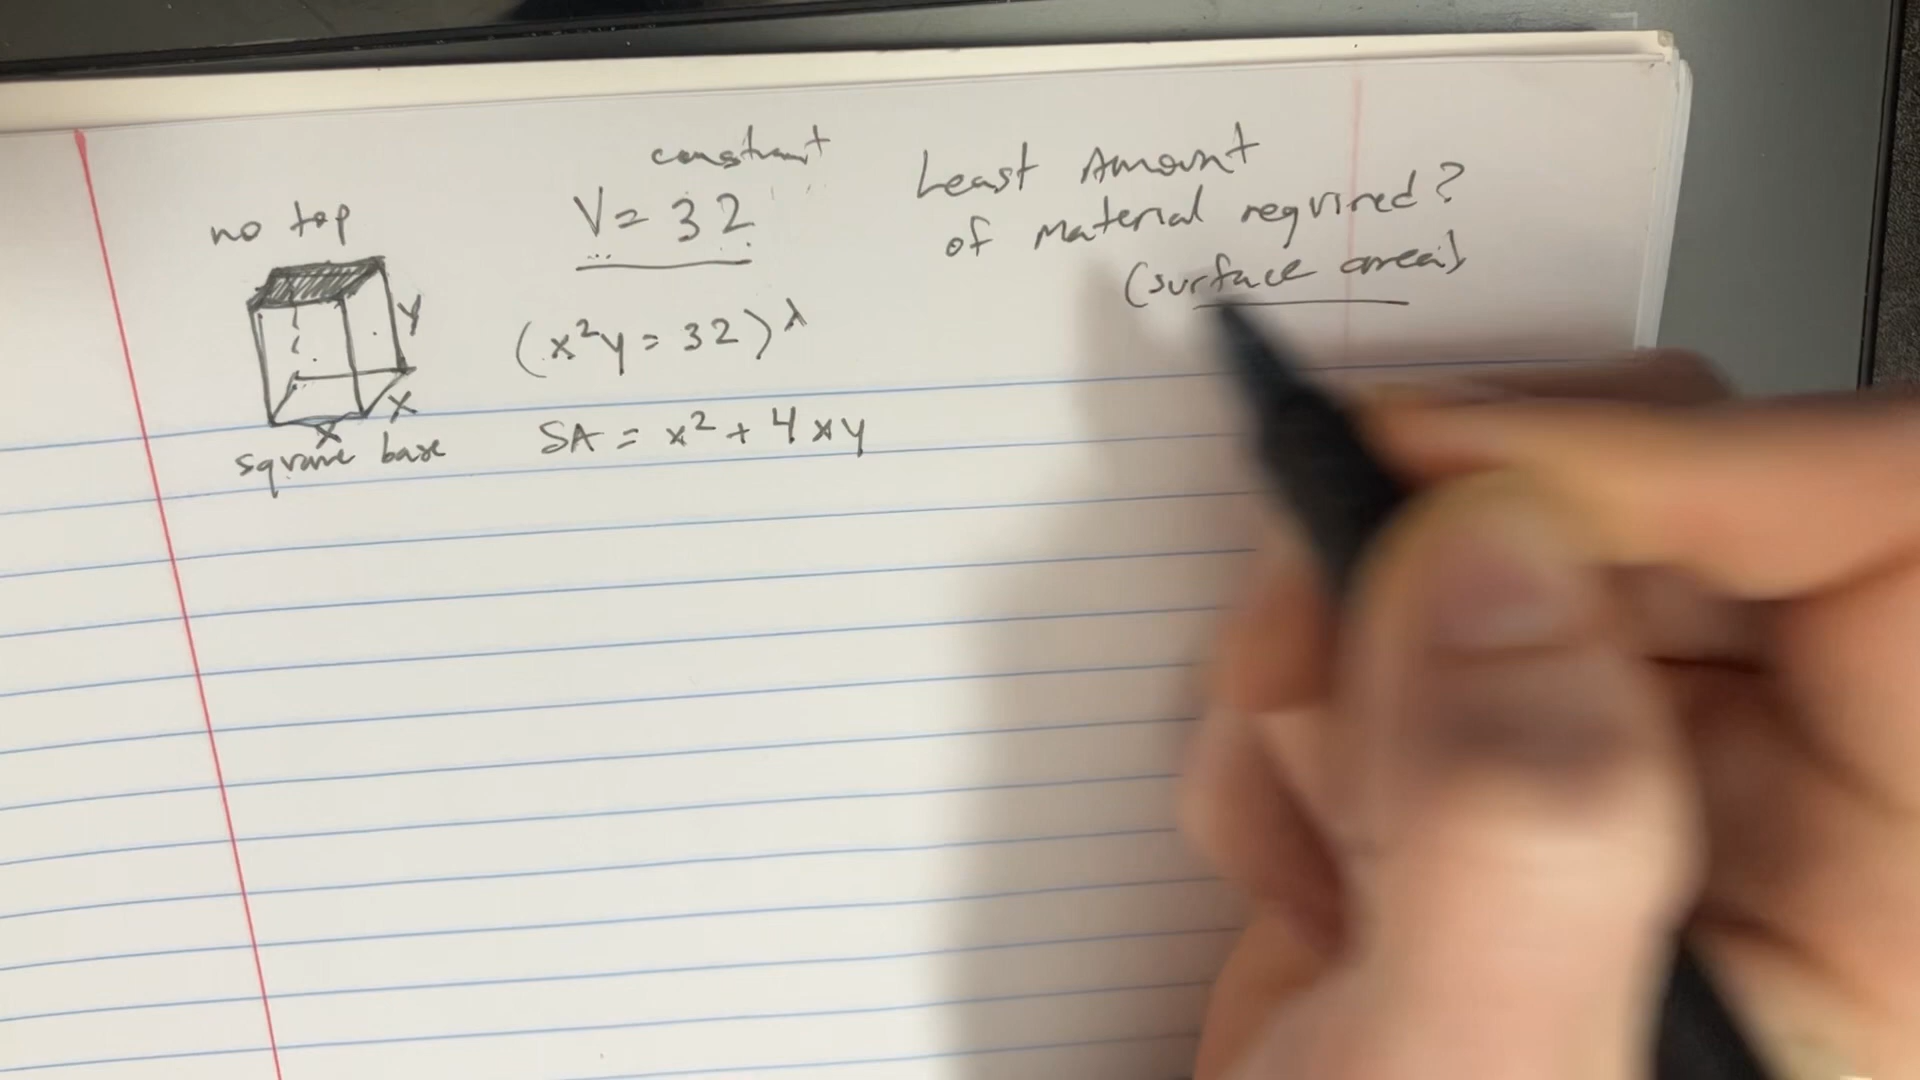 no top
y
x
x
square base
constant
V = 32
(x²y = 32)λ
SA = x² + 4xy
Least Amount
of material required?
(surface area)